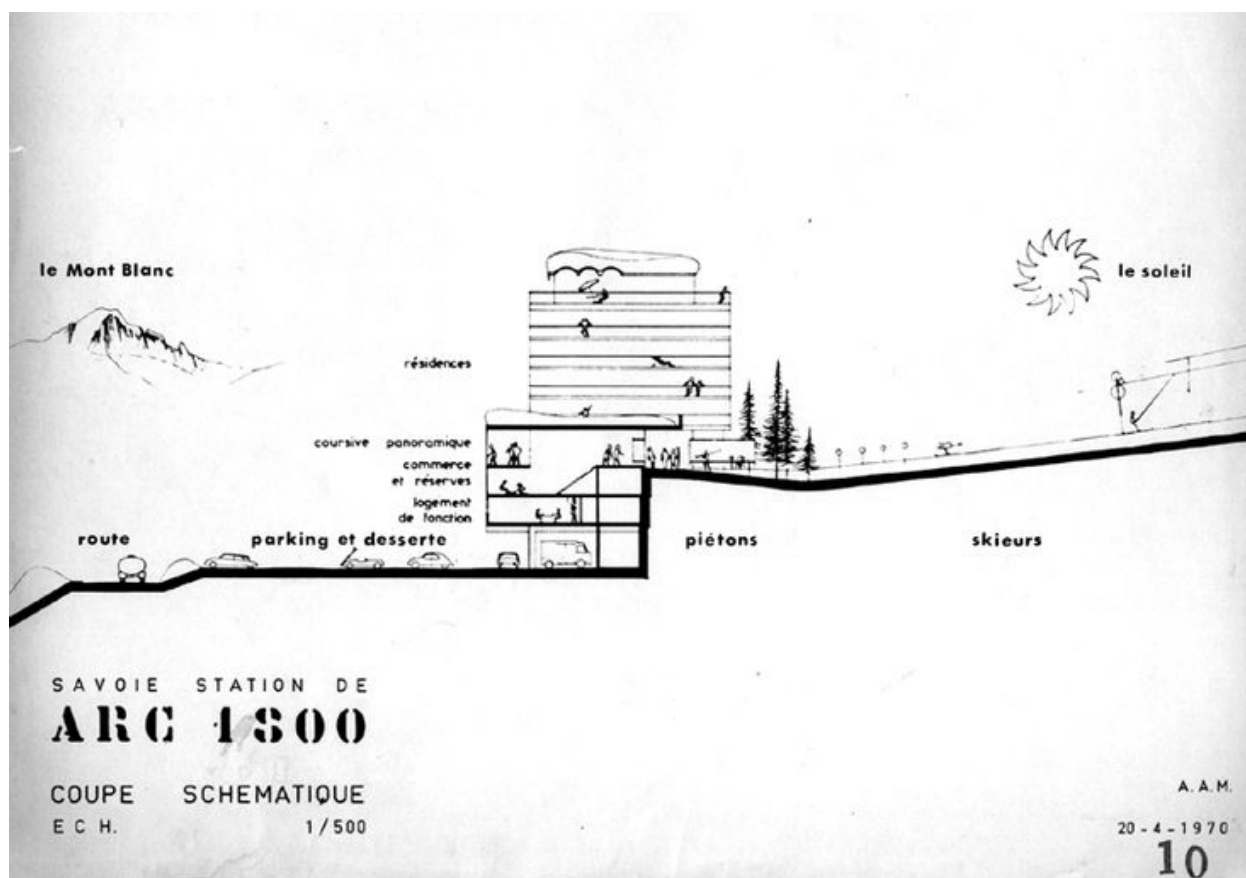 le Mont Blanc
le soleil
résidences
coursive panoramique
commerce
et réserves
logement
de fonction
route
parking et desserte
piétons
skieurs
SAVOIE STATION DE
ARC 1800
COUPE SCHEMATIQUE
ECH. 1/500
A.A.M.
20-4-1970
10